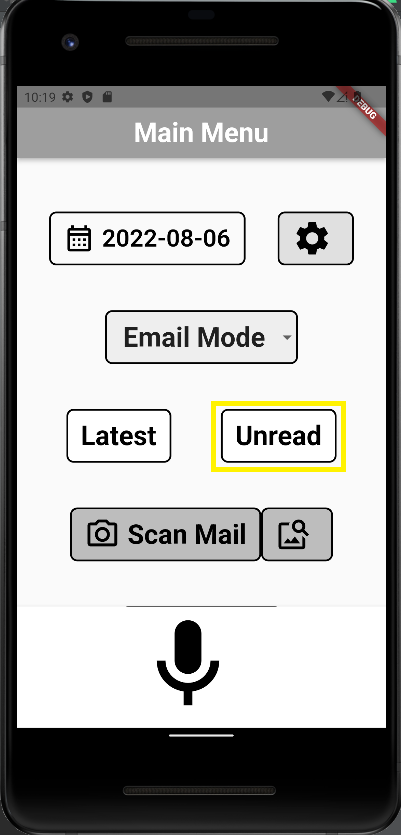 10:19
DEBUG
Main Menu
2022-08-06
Email Mode
Latest Unread
Scan Mail